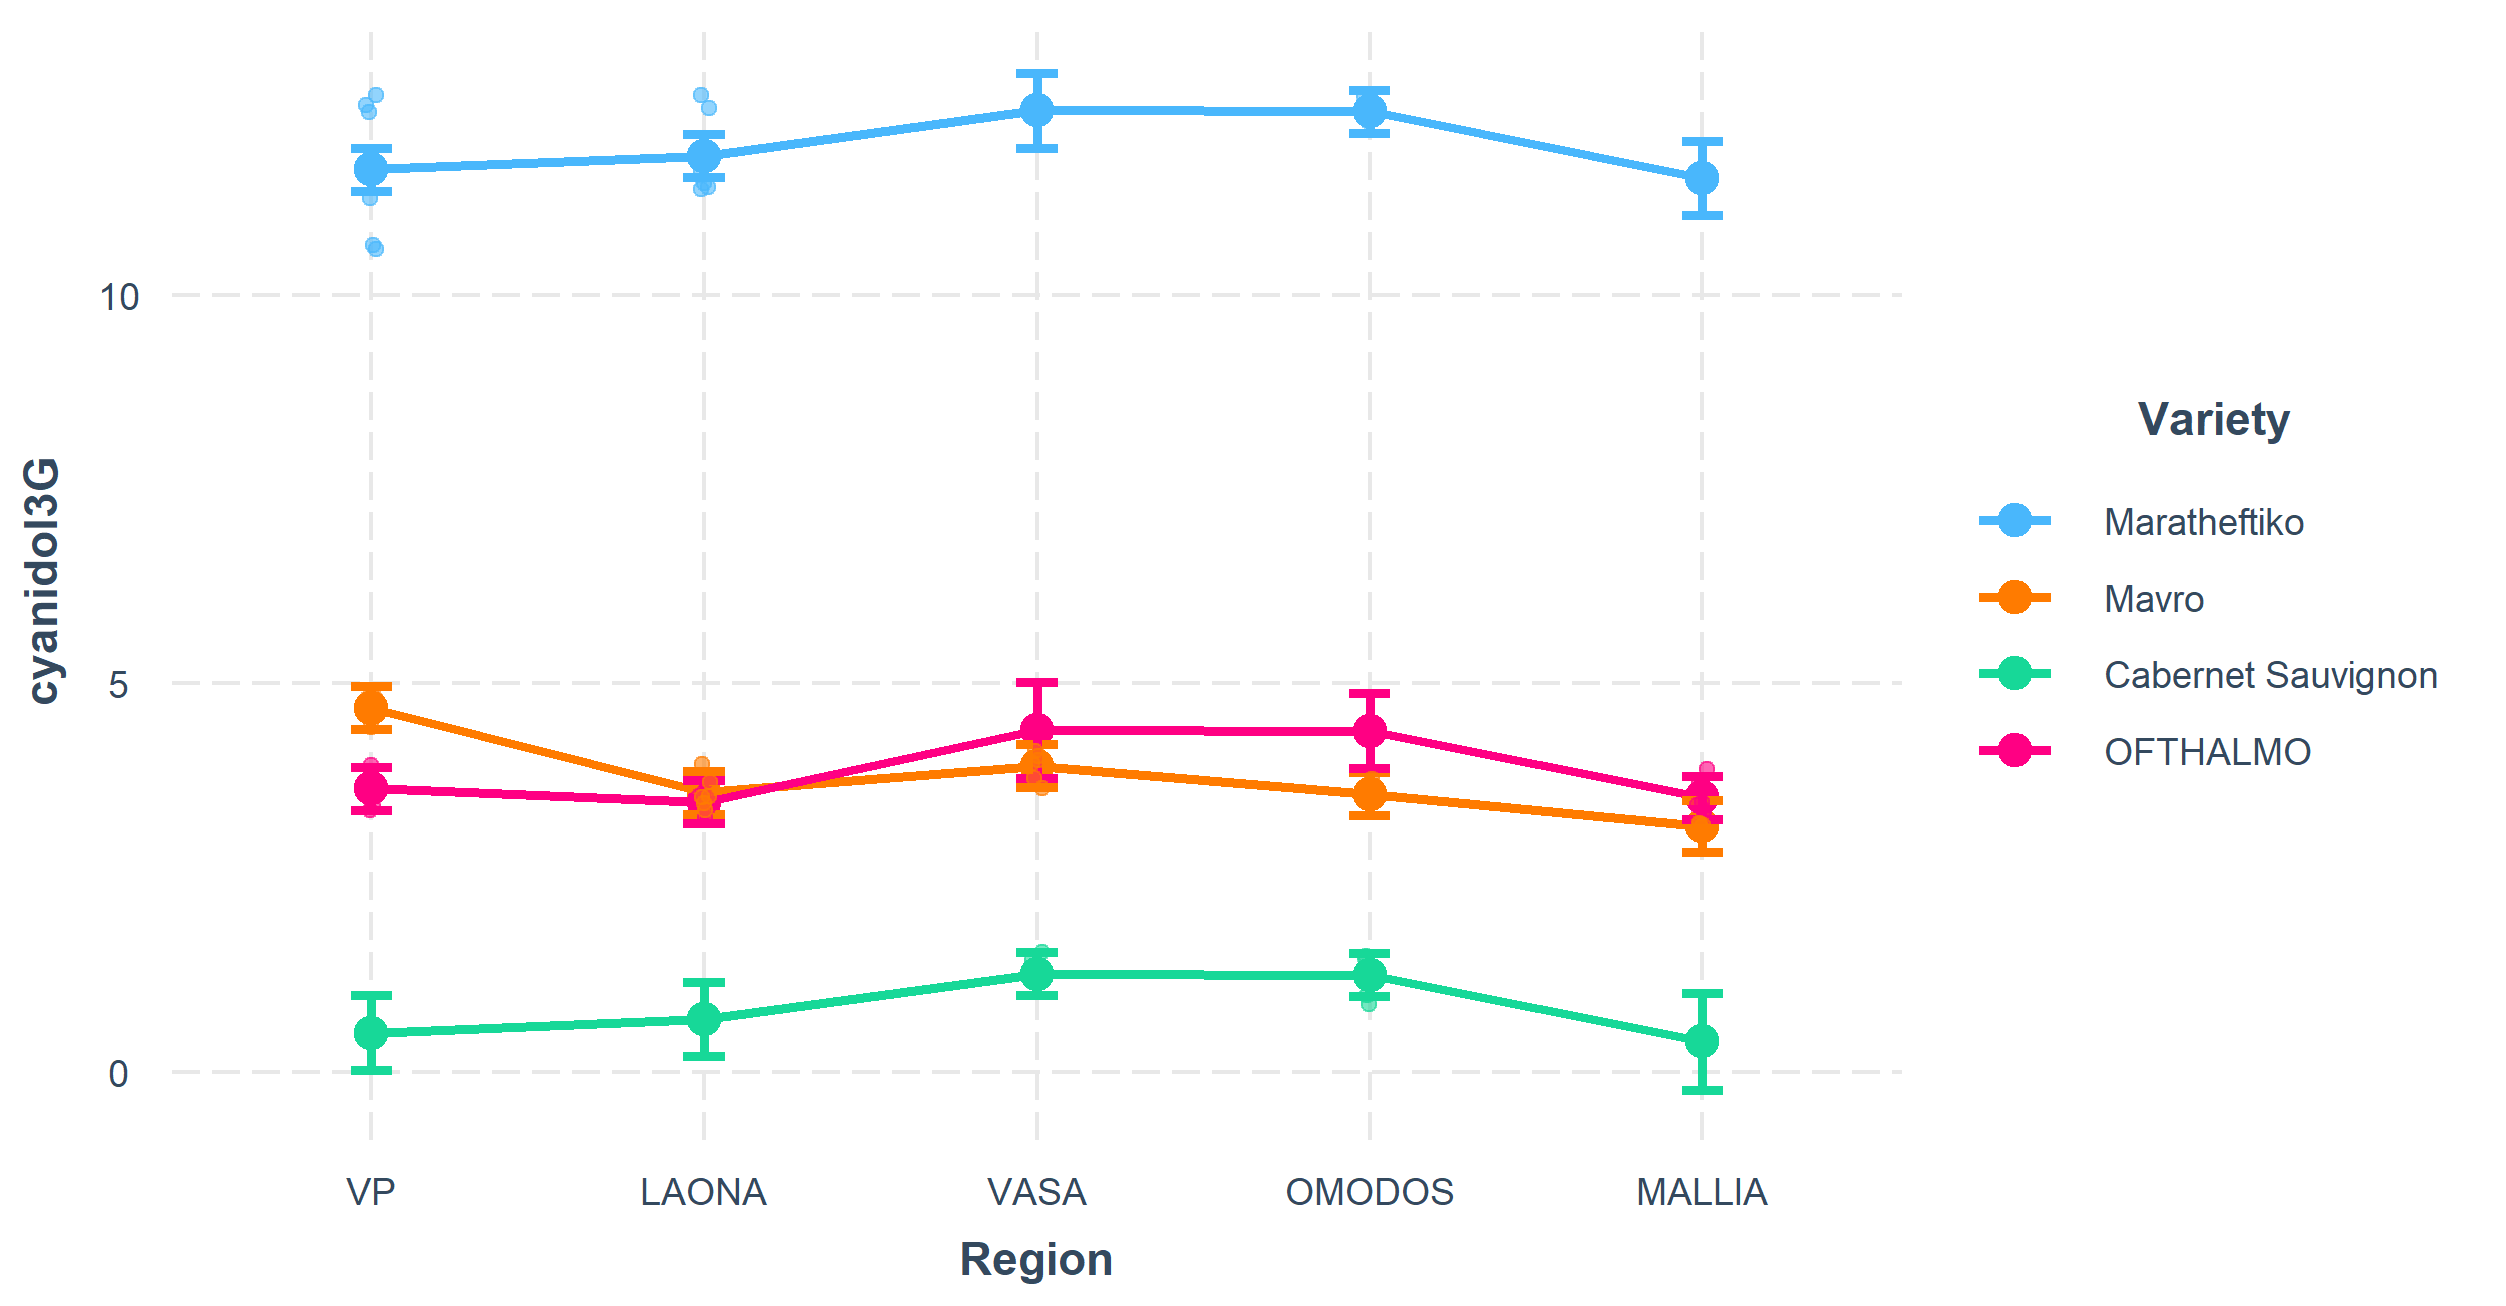 cyanidol3G
10
5
0
VP
LAONA
VASA
OMODOS
MALLIA
Region
Variety
Maratheftiko
Mavro
Cabernet Sauvignon
OFTHALMO